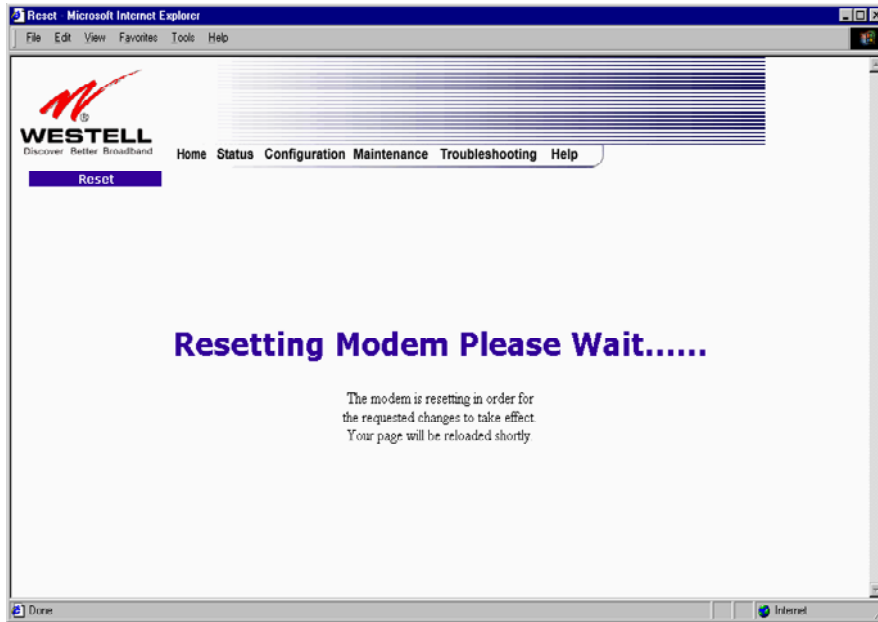 Reset - Microsoft Internet Explorer
File Edit View Favorites Tools Help
WESTELL
Discover Better Broadband
Home Status Configuration Maintenance Troubleshooting Help
Reset
Resetting Modem Please Wait......
The modem is resetting in order for
the requested changes to take effect.
Your page will be reloaded shortly.
Done
Internet